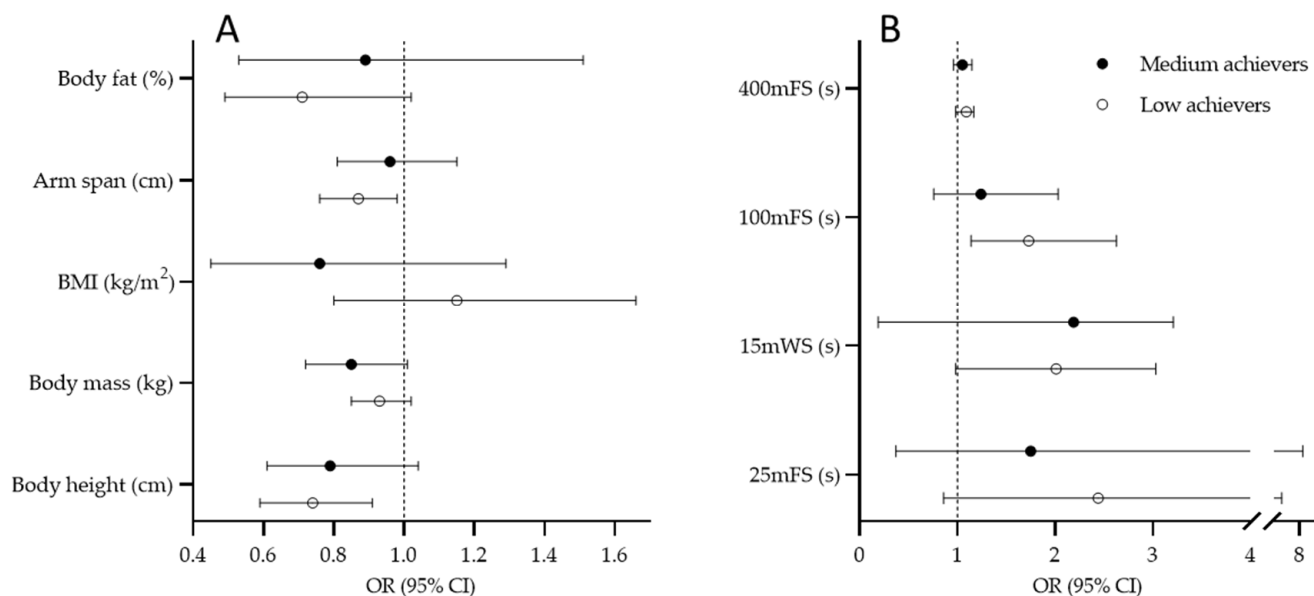 A
Body fat (%)
Arm span (cm)
BMI (kg/m²)
Body mass (kg)
Body height (cm)
0.4 0.6 0.8 1.0 1.2 1.4 1.6
OR (95% CI)
B
Medium achievers
Low achievers
400mFS (s)
100mFS (s)
15mWS (s)
25mFS (s)
0 1 2 3 4 8
OR (95% CI)